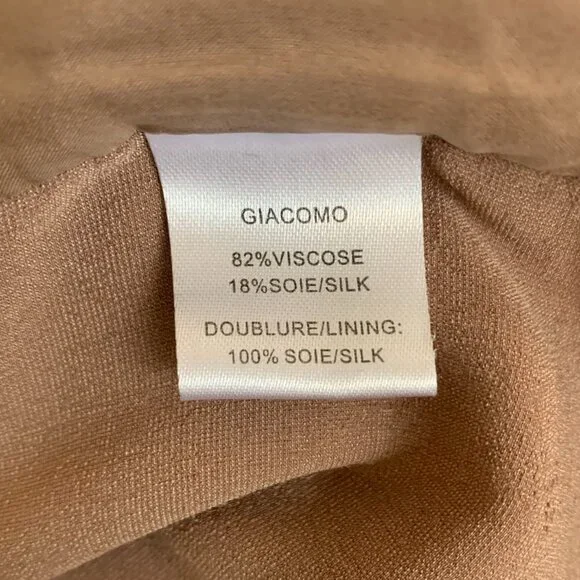 GIACOMO
82%VISCOSE
18%SOIE/SILK
DOUBLURE/LINING:
100% SOIE/SILK